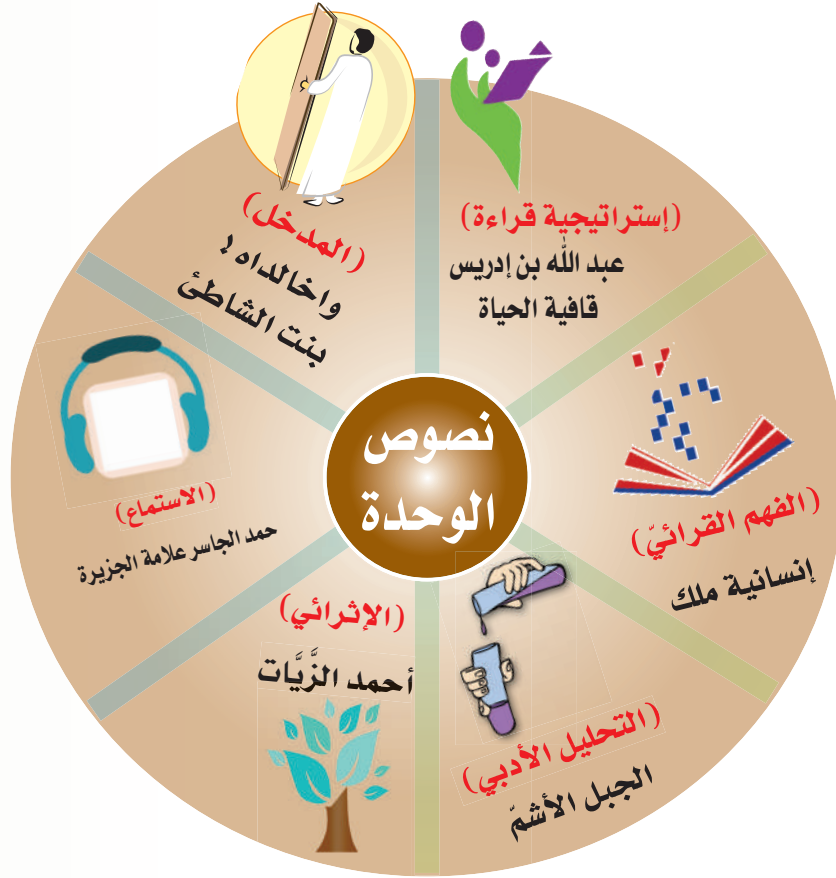 نصوص
الوحدة
(المدخل)
واخالداه !
بنت الشاطئ
(إستراتيجية قراءة)
عبد الله بن إدريس
قافية الحياة
(الفهم القرائيّ)
إنسانية ملك
(التحليل الأدبي)
الجبل الأشمّ
(الإثرائي)
أحمد الزَّيَّات
(الاستماع)
حمد الجاسر علامة الجزيرة